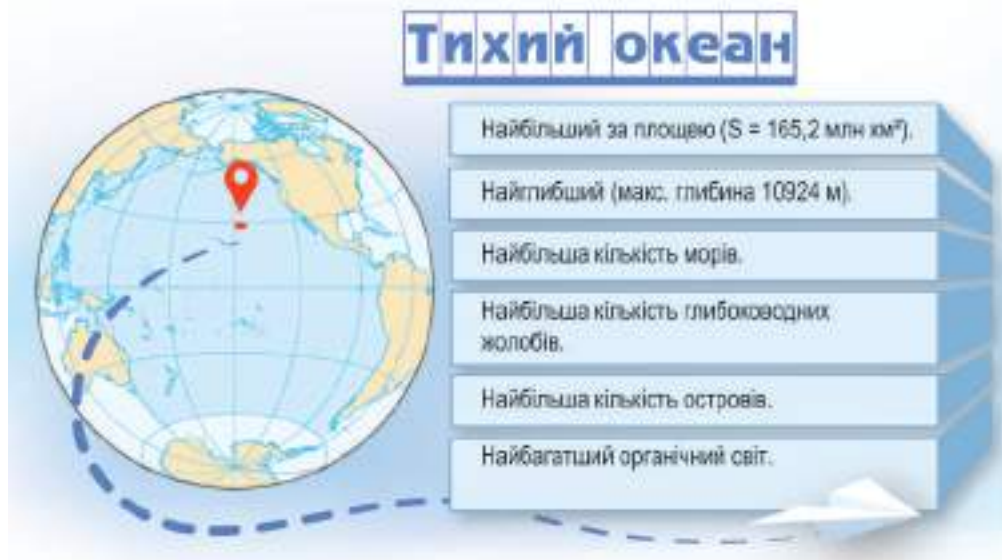 Тихий океан
Найбільший за площею (S = 165,2 млн км²).
Найглибший (макс. глибина 10924 м).
Найбільша кількість морів.
Найбільша кількість глибоководних
жолобів.
Найбільша кількість островів.
Найбагатший органічний світ.